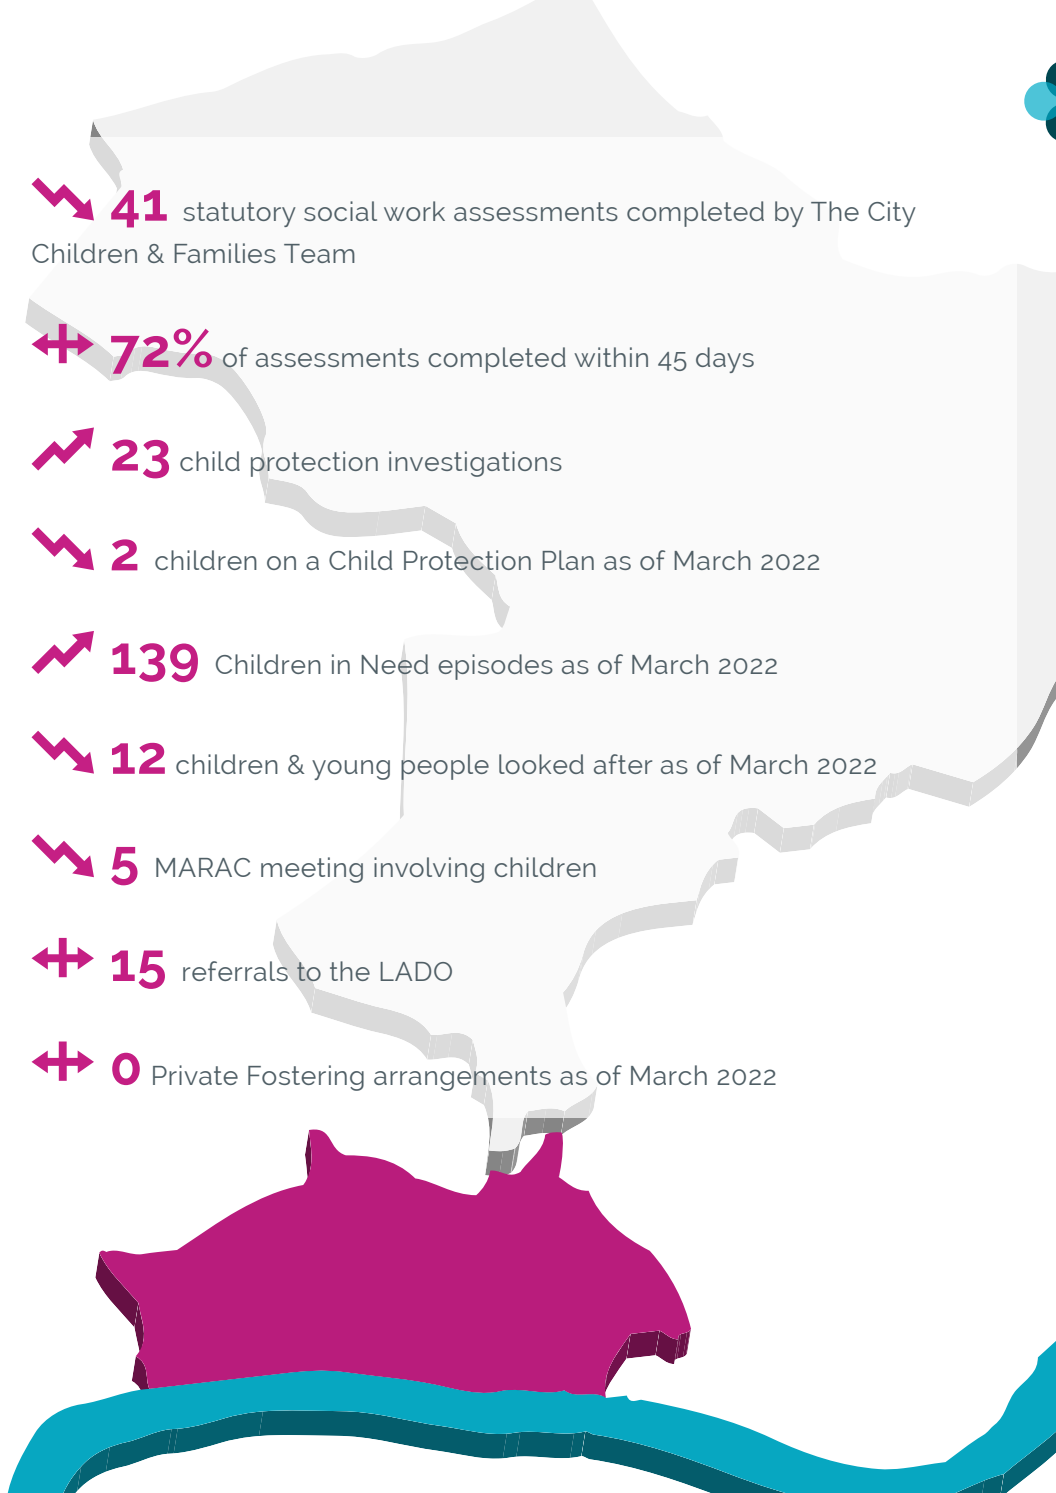 41 statutory social work assessments completed by The City
Children & Families Team
72% of assessments completed within 45 days
23 child protection investigations
2 children on a Child Protection Plan as of March 2022
139 Children in Need episodes as of March 2022
12 children & young people looked after as of March 2022
5 MARAC meeting involving children
15 referrals to the LADO
0 Private Fostering arrangements as of March 2022